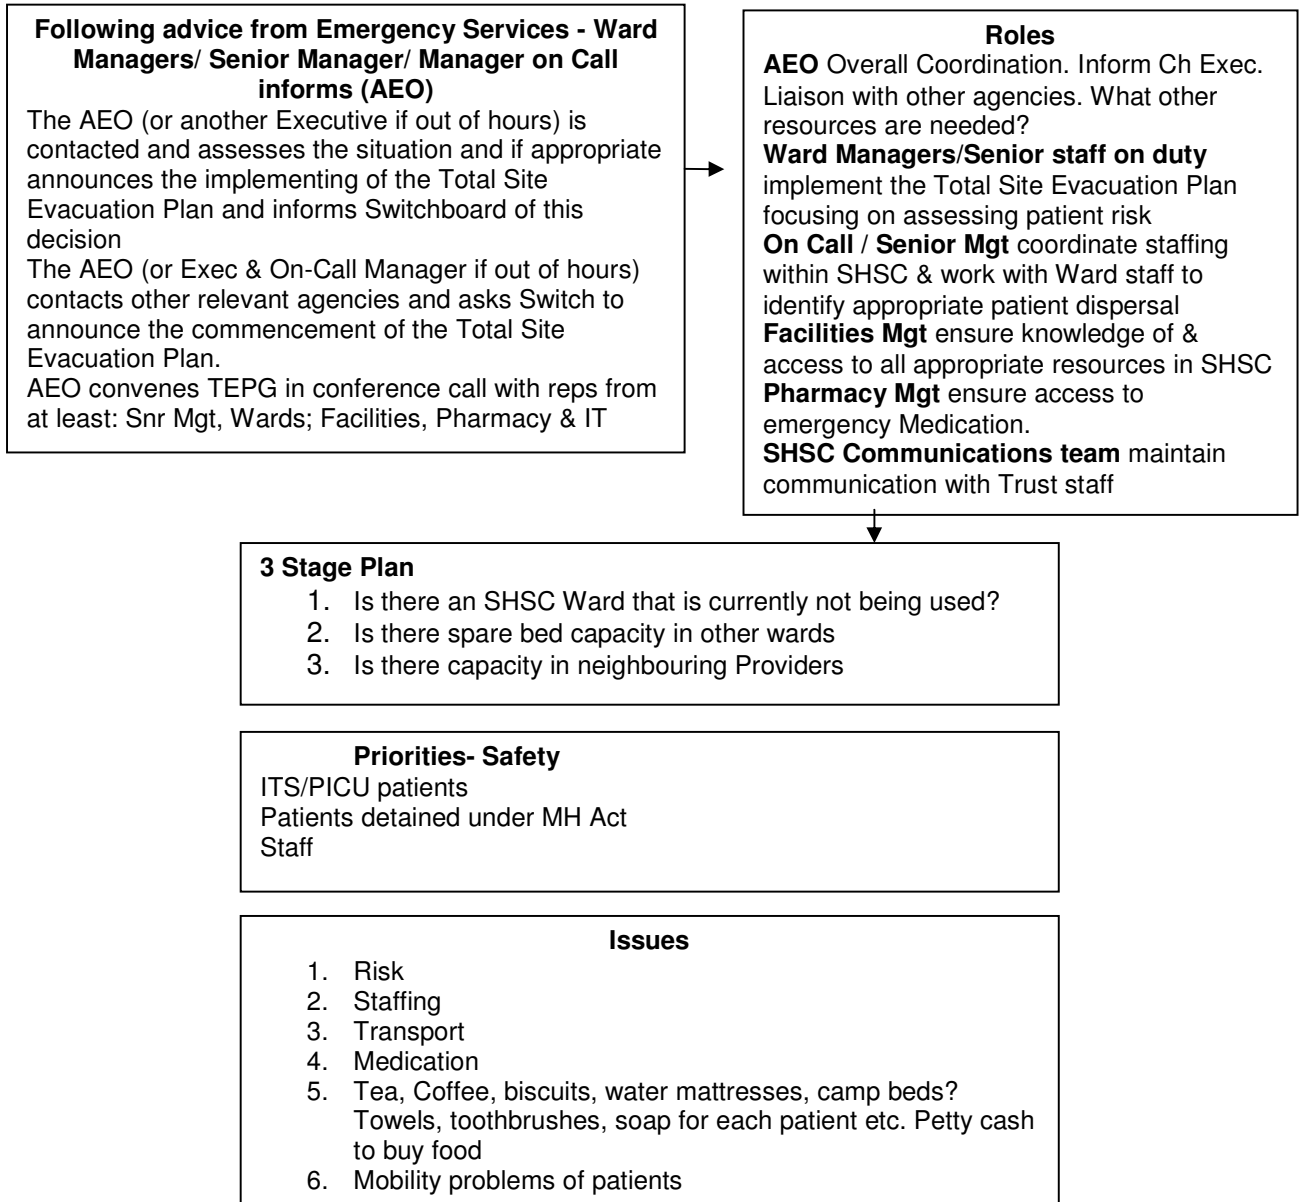 Following advice from Emergency Services - Ward
Managers/ Senior Manager/ Manager on Call
informs (AEO)
The AEO (or another Executive if out of hours) is
contacted and assesses the situation and if appropriate
announces the implementing of the Total Site
Evacuation Plan and informs Switchboard of this
decision
The AEO (or Exec & On-Call Manager if out of hours)
contacts other relevant agencies and asks Switch to
announce the commencement of the Total Site
Evacuation Plan.
AEO convenes TEPG in conference call with reps from
at least: Snr Mgt, Wards; Facilities, Pharmacy & IT
Roles
AEO Overall Coordination. Inform Ch Exec.
Liaison with other agencies. What other
resources are needed?
Ward Managers/Senior staff on duty
implement the Total Site Evacuation Plan
focusing on assessing patient risk
On Call / Senior Mgt coordinate staffing
within SHSC & work with Ward staff to
identify appropriate patient dispersal
Facilities Mgt ensure knowledge of &
access to all appropriate resources in SHSC
Pharmacy Mgt ensure access to
emergency Medication.
SHSC Communications team maintain
communication with Trust staff
3 Stage Plan
1. Is there an SHSC Ward that is currently not being used?
2. Is there spare bed capacity in other wards
3. Is there capacity in neighbouring Providers
Priorities- Safety
ITS/PICU patients
Patients detained under MH Act
Staff
Issues
1. Risk
2. Staffing
3. Transport
4. Medication
5. Tea, Coffee, biscuits, water mattresses, camp beds?
Towels, toothbrushes, soap for each patient etc. Petty cash
to buy food
6. Mobility problems of patients